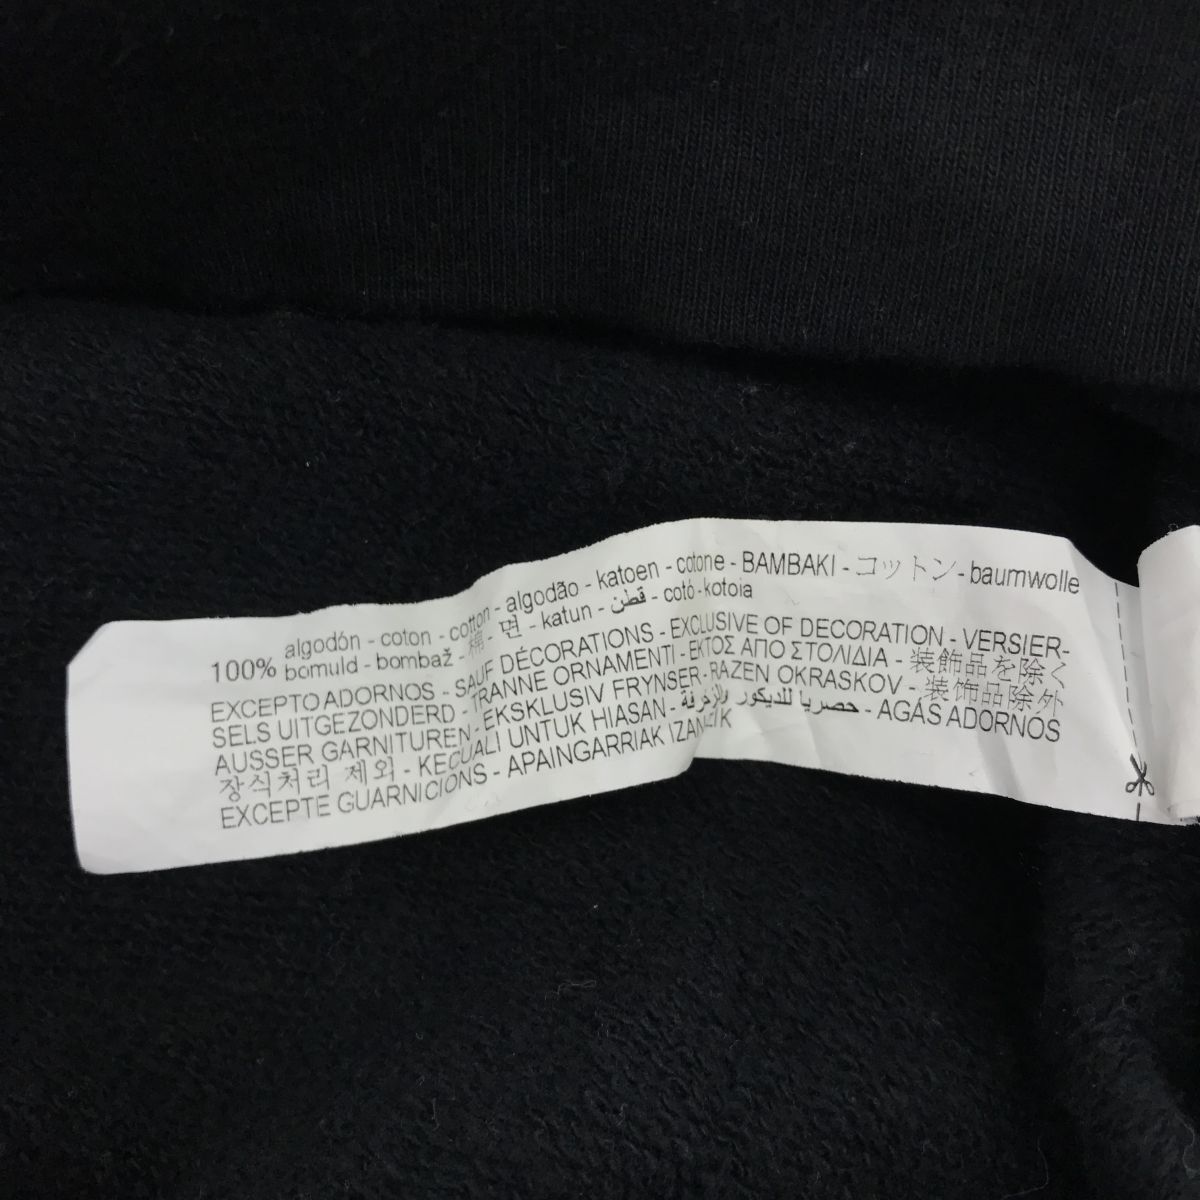 100% algodón - coton - cotton - algodão - katoen - cotone - BAMBAKI - コットン - baumwolle
bomuld - bombaž - 棉 - 면 - katun - قطن - cotó - kotoia
EXCEPTO ADORNOS - SAUF DÉCORATIONS - EXCLUSIVE OF DECORATION - VERSIER-
SELS UITGEZONDERD - TRANNE ORNAMENTI - ΕΚΤΟΣ ΑΠΟ ΣΤΟΛΙΔΙΑ - 装飾品を除く
AUSSER GARNITUREN - EKSKLUSIV FRYNSER - RAZEN OKRASKOV - 装饰品除外
장식처리 제외 - KECUALI UNTUK HIASAN - حصريا للديكور والزخرفة - AGÁS ADORNOS
EXCEPTE GUARNICIONS - APAINGARRIAK IZANEZIK